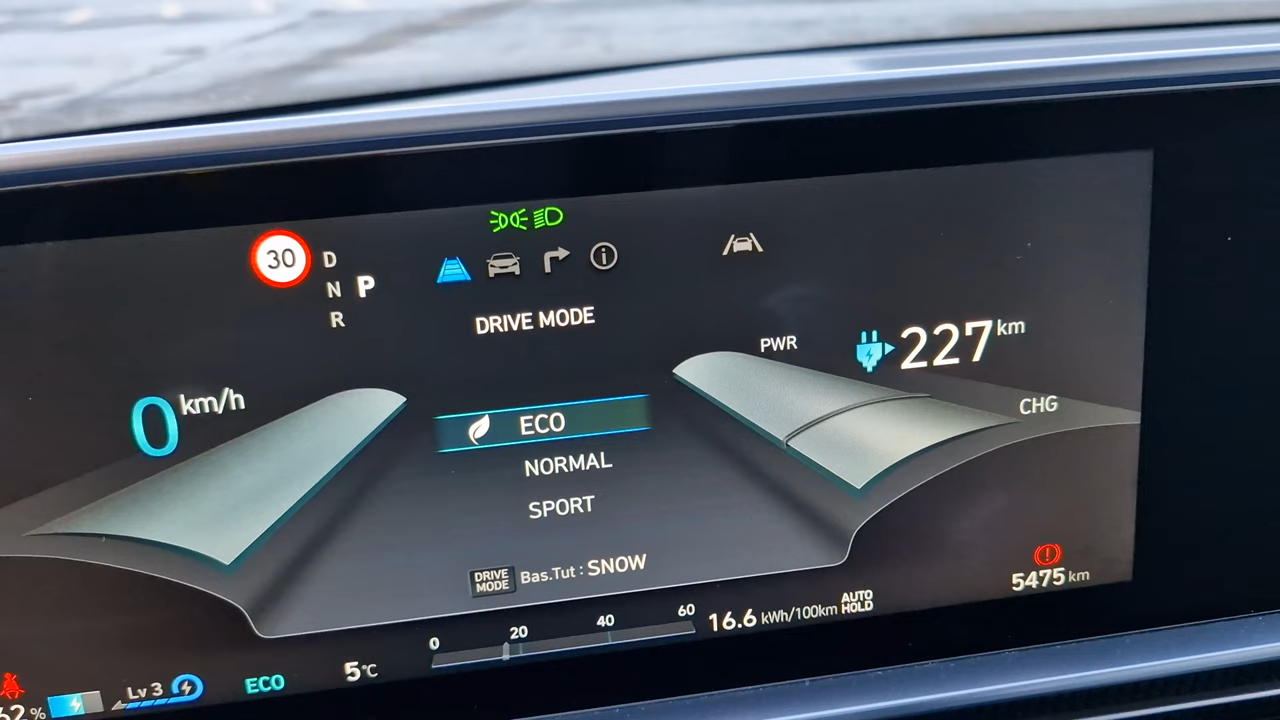 30
D
N P
R
DRIVE MODE
0 km/h
PWR
227 km
CHG
ECO
NORMAL
SPORT
DRIVE MODE Bas.Tut : SNOW
5475 km
0 20 40 60
16.6 kWh/100km
AUTO HOLD
62 %
Lv 3
ECO
5°C